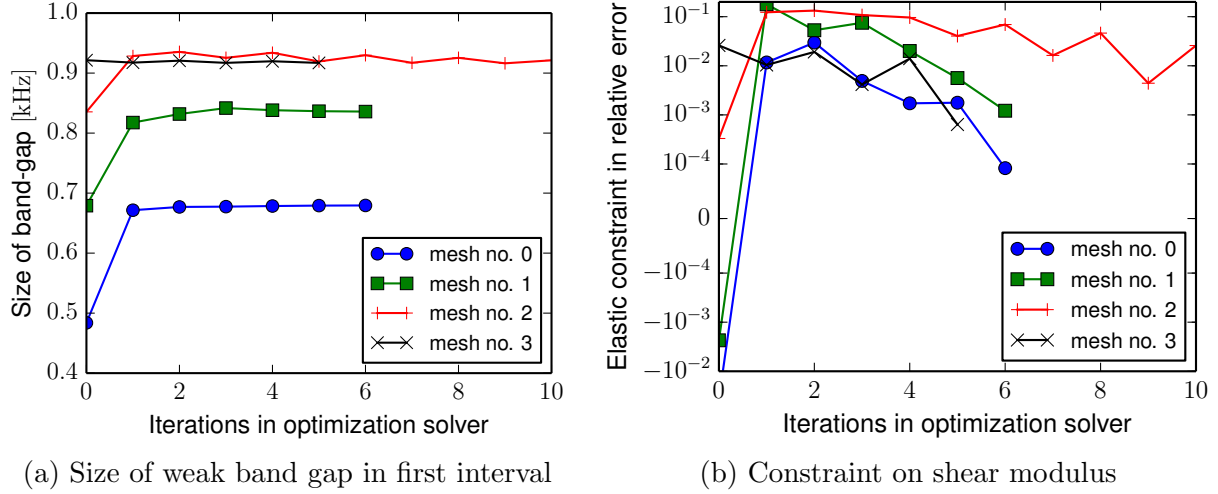 1.0
0.9
0.8
0.7
0.6
0.5
0.4
Size of band-gap [kHz]
0 2 4 6 8 10
Iterations in optimization solver
mesh no. 0
mesh no. 1
mesh no. 2
mesh no. 3
(a) Size of weak band gap in first interval
10⁻¹
10⁻²
10⁻³
10⁻⁴
0
−10⁻⁴
−10⁻³
−10⁻²
Elastic constraint in relative error
0 2 4 6 8 10
Iterations in optimization solver
mesh no. 0
mesh no. 1
mesh no. 2
mesh no. 3
(b) Constraint on shear modulus